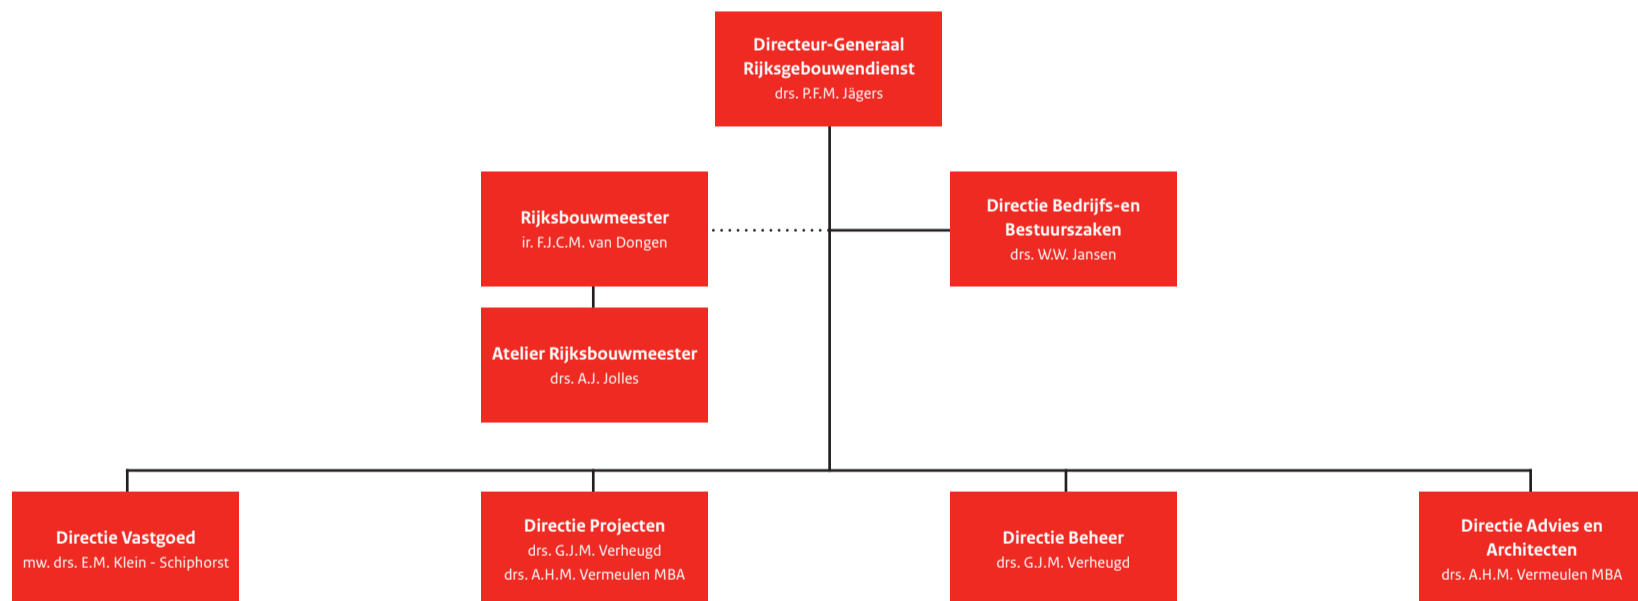 Directeur-Generaal
Rijksgebouwendienst
drs. P.F.M. Jägers
Rijksbouwmeester
ir. F.J.C.M. van Dongen
Directie Bedrijfs-en
Bestuurszaken
drs. W.W. Jansen
Atelier Rijksbouwmeester
drs. A.J. Jolles
Directie Vastgoed
mw. drs. E.M. Klein - Schiphorst
Directie Projecten
drs. G.J.M. Verheugd
drs. A.H.M. Vermeulen MBA
Directie Beheer
drs. G.J.M. Verheugd
Directie Advies en
Architecten
drs. A.H.M. Vermeulen MBA